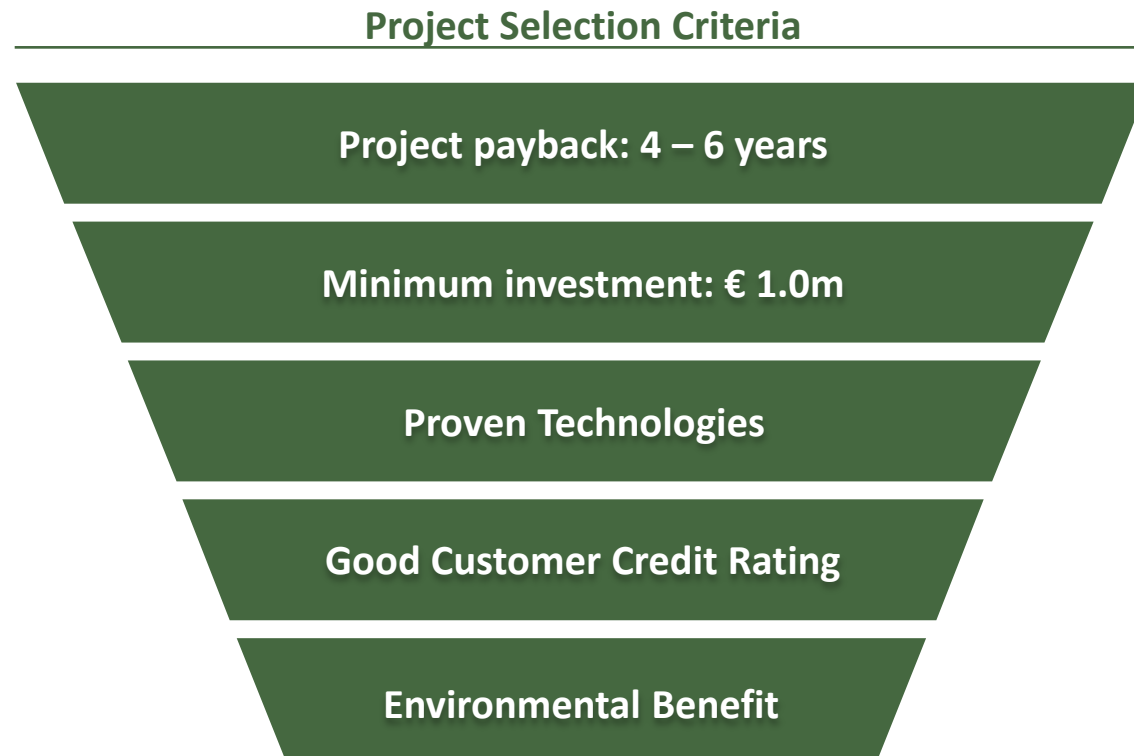 Project Selection Criteria
Project payback: 4 – 6 years
Minimum investment: € 1.0m
Proven Technologies
Good Customer Credit Rating
Environmental Benefit